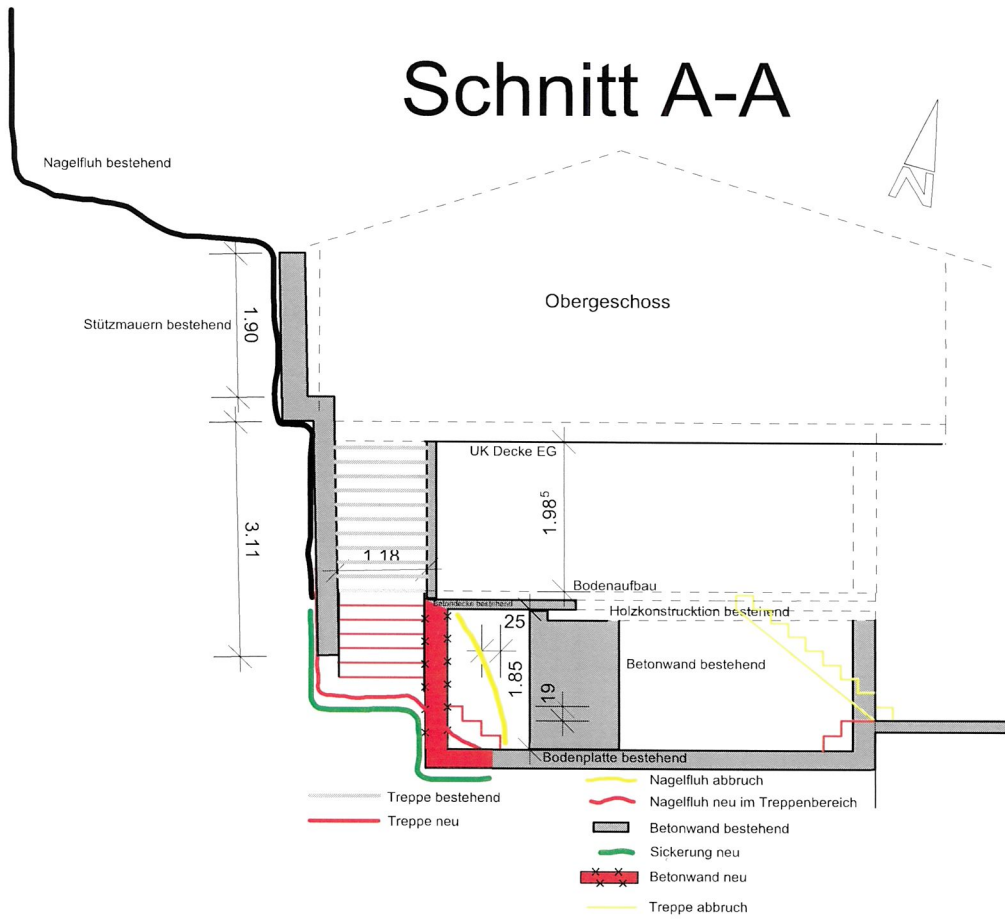 Schnitt A-A
Nagelfluh bestehend
N
Obergeschoss
Stützmauern bestehend
1.90
UK Decke EG
1.98⁵
3.11
1.18
Bodenaufbau
Betondecke bestehend
Holzkonstrucktion bestehend
25
Betonwand bestehend
1.85
19
Bodenplatte bestehend
Treppe bestehend
Treppe neu
Nagelfluh abbruch
Nagelfluh neu im Treppenbereich
Betonwand bestehend
Sickerung neu
Betonwand neu
Treppe abbruch